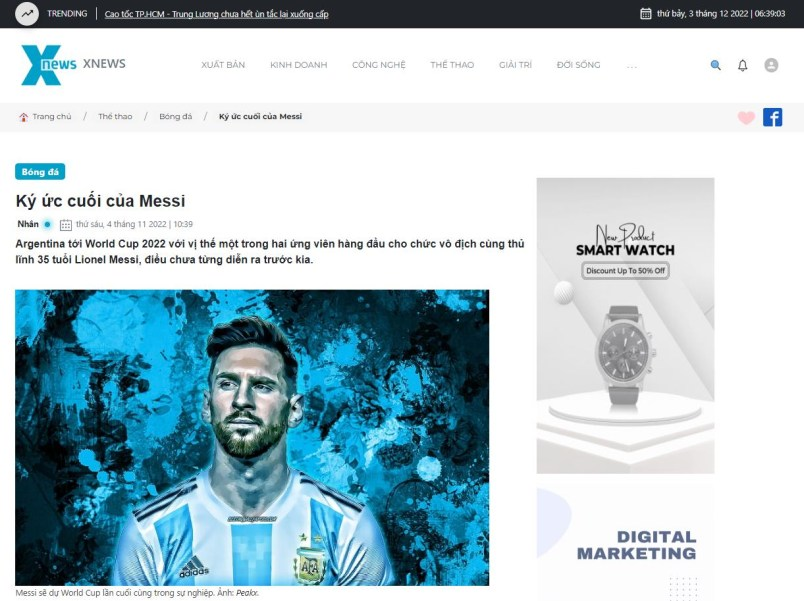 TRENDING
Cao tốc TP.HCM - Trung Lương chưa hết ùn tắc lại xuống cấp
thứ bảy, 3 tháng 12 2022 | 06:39:03
Xnews XNEWS
XUẤT BẢN
KINH DOANH
CÔNG NGHỆ
THỂ THAO
GIẢI TRÍ
ĐỜI SỐNG
...
Trang chủ / Thể thao / Bóng đá / Ký ức cuối của Messi
Bóng đá
Ký ức cuối của Messi
Nhân
thứ sáu, 4 tháng 11 2022 | 10:39
Argentina tới World Cup 2022 với vị thế một trong hai ứng viên hàng đầu cho chức vô địch cùng thủ
lĩnh 35 tuổi Lionel Messi, điều chưa từng diễn ra trước kia.
adidas
AFA
Messi sẽ dự World Cup lần cuối cùng trong sự nghiệp. Ảnh: Peakx.
New Product
SMART WATCH
Discount Up To 50% Off
DIGITAL
MARKETING